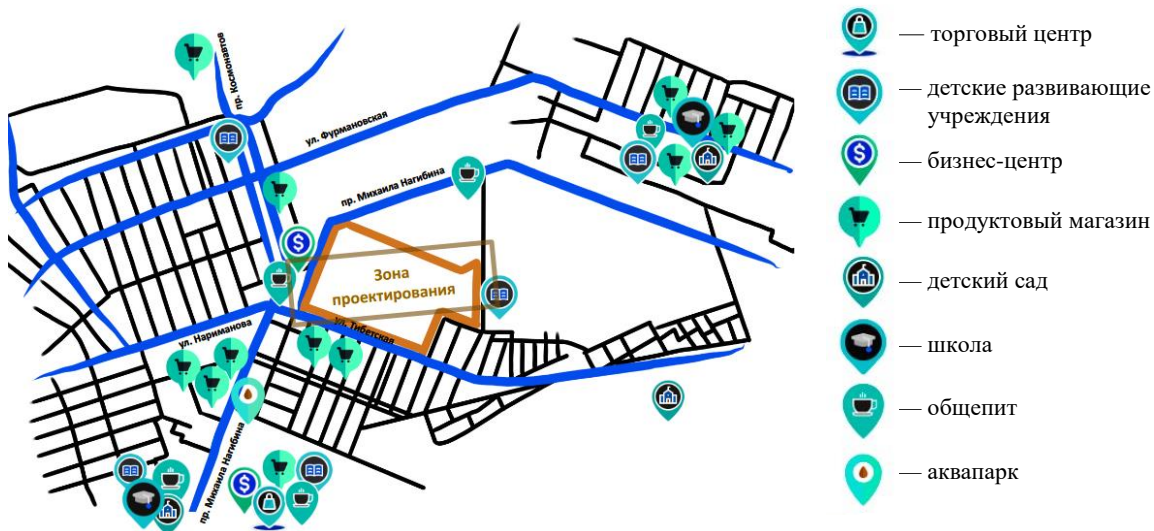 пр. Космонавтов
ул. Фурмановская
пр. Михаила Нагибина
Зона
проектирования
ул. Тибетская
ул. Нариманова
пр. Михаила Нагибина
— торговый центр
— детские развивающие
учреждения
— бизнес-центр
— продуктовый магазин
— детский сад
— школа
— общепит
— аквапарк